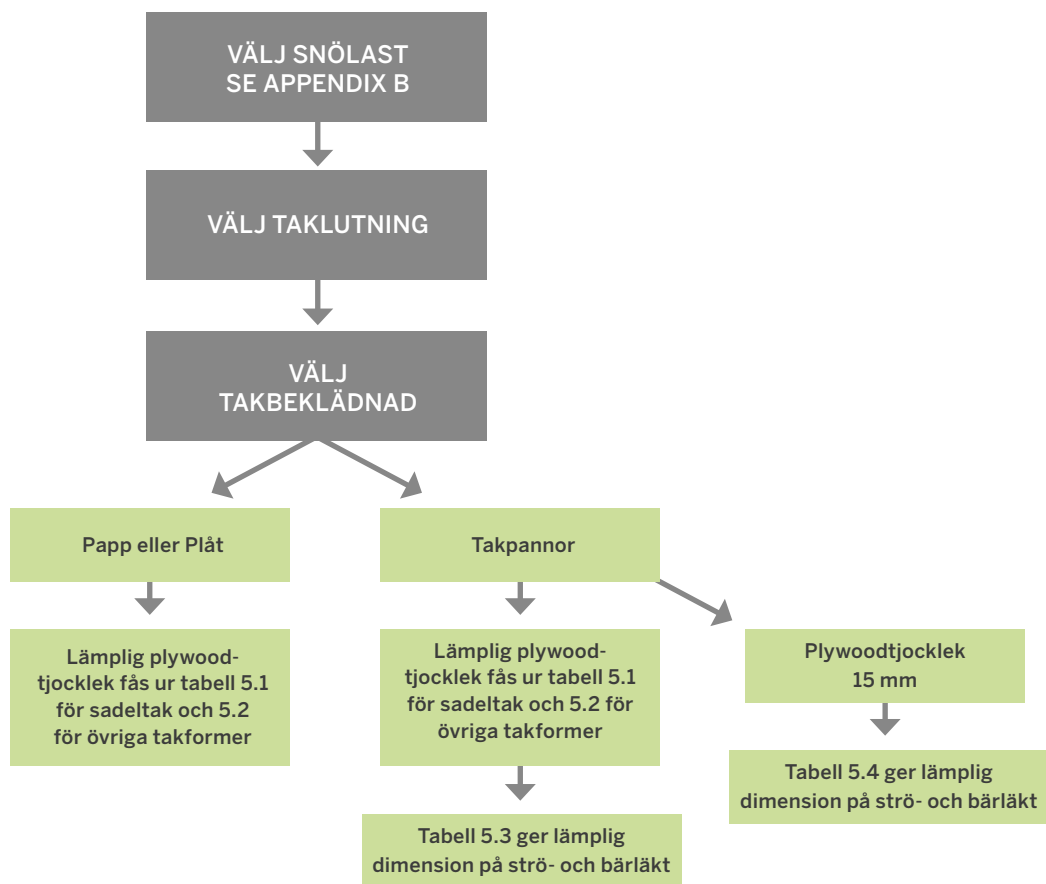 VÄLJ SNÖLAST
SE APPENDIX B
VÄLJ TAKLUTNING
VÄLJ
TAKBEKLÄDNAD
Papp eller Plåt
Takpannor
Lämplig plywood-
tjocklek fås ur tabell 5.1
för sadeltak och 5.2
för övriga takformer
Lämplig plywood-
tjocklek fås ur tabell 5.1
för sadeltak och 5.2 för
övriga takformer
Plywoodtjocklek
15 mm
Tabell 5.3 ger lämplig
dimension på strö- och bärläkt
Tabell 5.4 ger lämplig
dimension på strö- och bärläkt